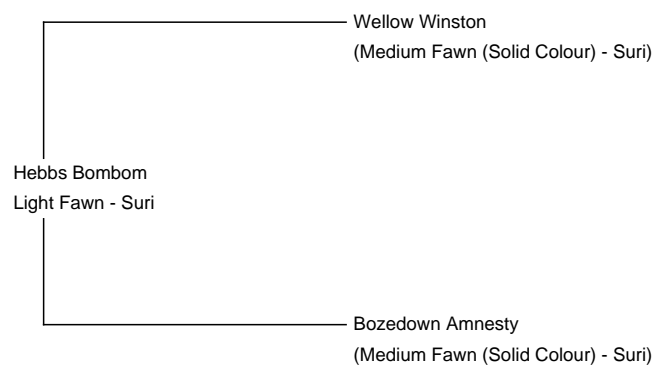 Wellow Winston
(Medium Fawn (Solid Colour) - Suri)
Hebbs Bombom
Light Fawn - Suri
Bozedown Amnesty
(Medium Fawn (Solid Colour) - Suri)